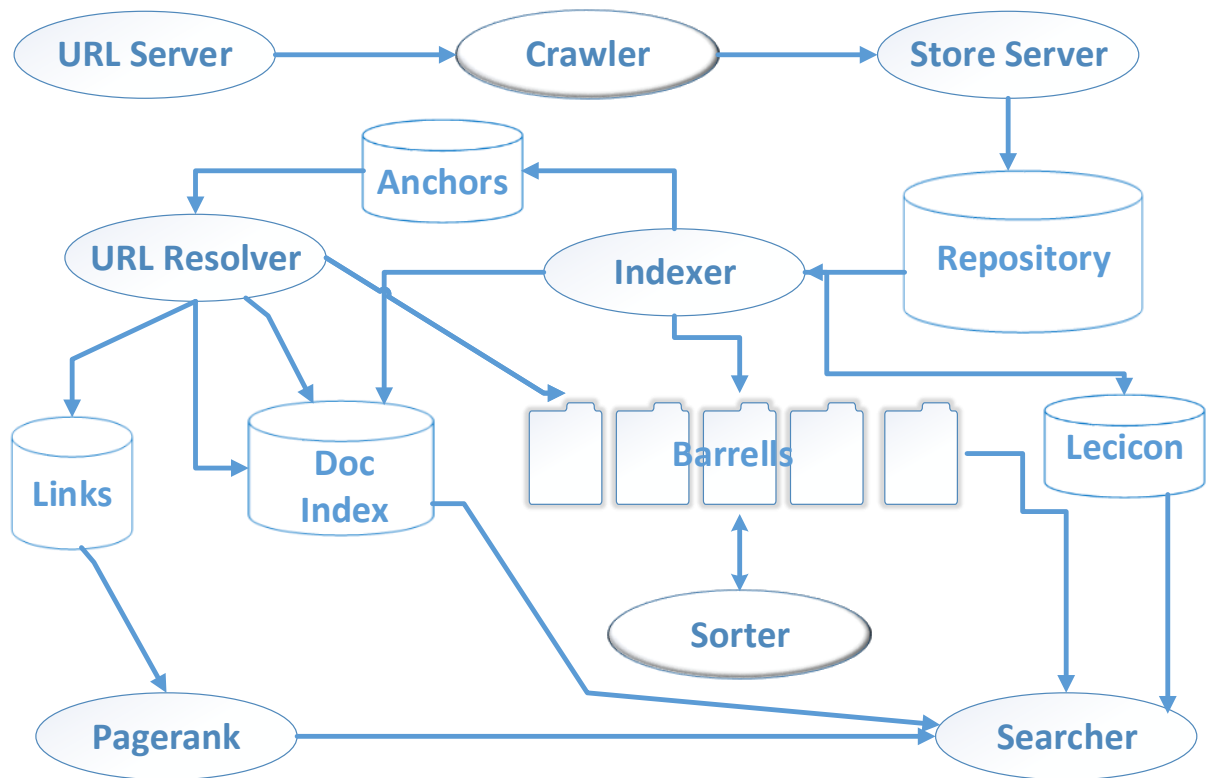 URL Server
Crawler
Store Server
Anchors
URL Resolver
Indexer
Repository
Links
Doc
Index
Barrells
Lecicon
Sorter
Pagerank
Searcher